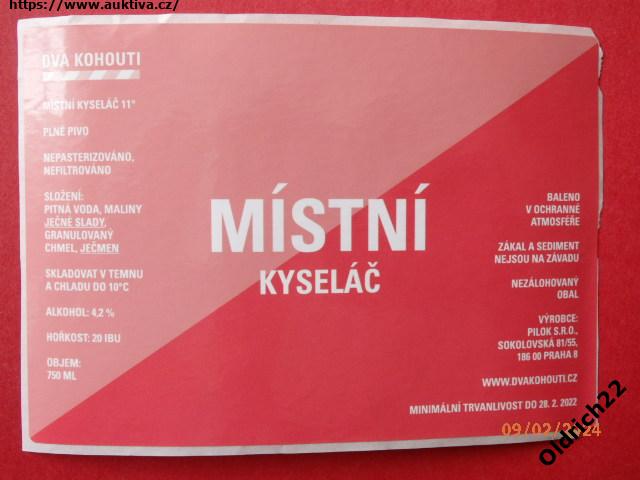 https://www.auktiva.cz/
DVA KOHOUTI
MÍSTNÍ KYSELÁČ 11°
PLNÉ PIVO
NEPASTERIZOVÁNO,
NEFILTROVÁNO
SLOŽENÍ:
PITNÁ VODA, MALINY
JEČNÉ SLADY,
GRANULOVANÝ
CHMEL, JEČMEN
SKLADOVAT V TEMNU
A CHLADU DO 10°C
ALKOHOL: 4,2 %
HOŘKOST: 20 IBU
OBJEM:
750 ML
MÍSTNÍ
KYSELÁČ
BALENO
V OCHRANNÉ
ATMOSFÉŘE
ZÁKAL A SEDIMENT
NEJSOU NA ZÁVADU
NEZÁLOHOVANÝ
OBAL
VÝROBCE:
PILOK S.R.O.,
SOKOLOVSKÁ 81/55,
186 00 PRAHA 8
WWW.DVAKOHOUTI.CZ
MINIMÁLNÍ TRVANLIVOST DO 28. 2. 2022
09/02/2024
Oldrich22